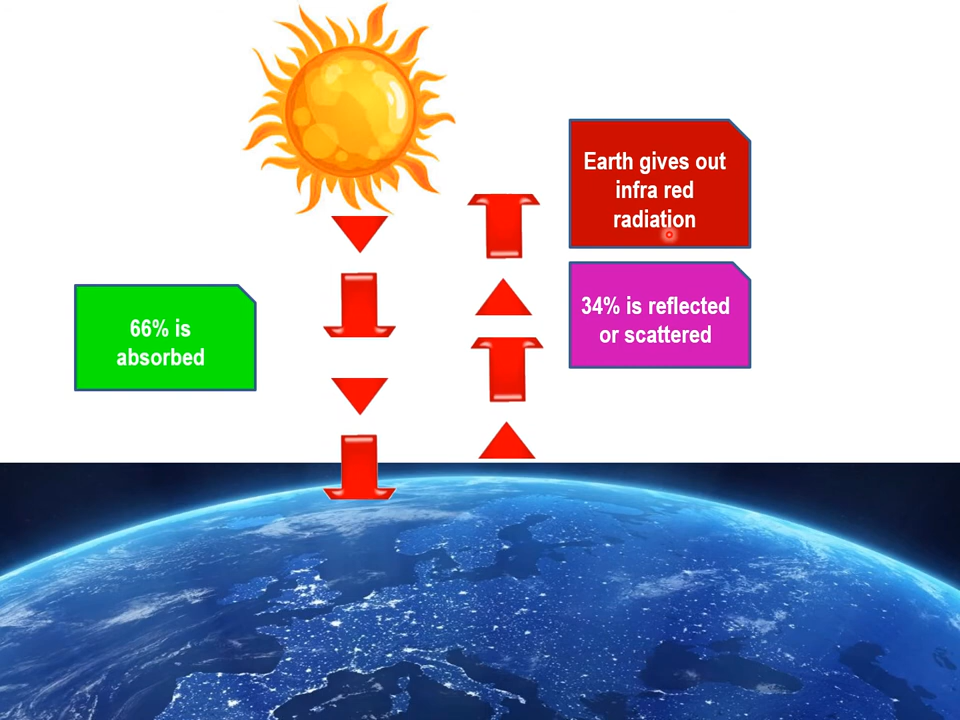 Earth gives out
infra red
radiation
66% is
absorbed
34% is reflected
or scattered